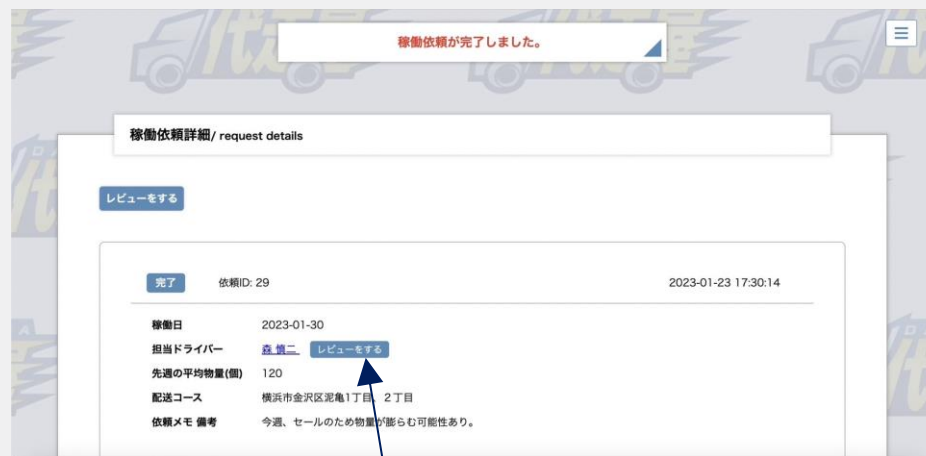 稼働依頼が完了しました。
稼働依頼詳細/ request details
レビューをする
完了 依頼ID: 29 2023-01-23 17:30:14
稼働日 2023-01-30
担当ドライバー 森 慎二 レビューをする
先週の平均物量(個) 120
配送コース 横浜市金沢区泥亀1丁目、2丁目
依頼メモ 備考 今週、セールのため物量が膨らむ可能性あり。